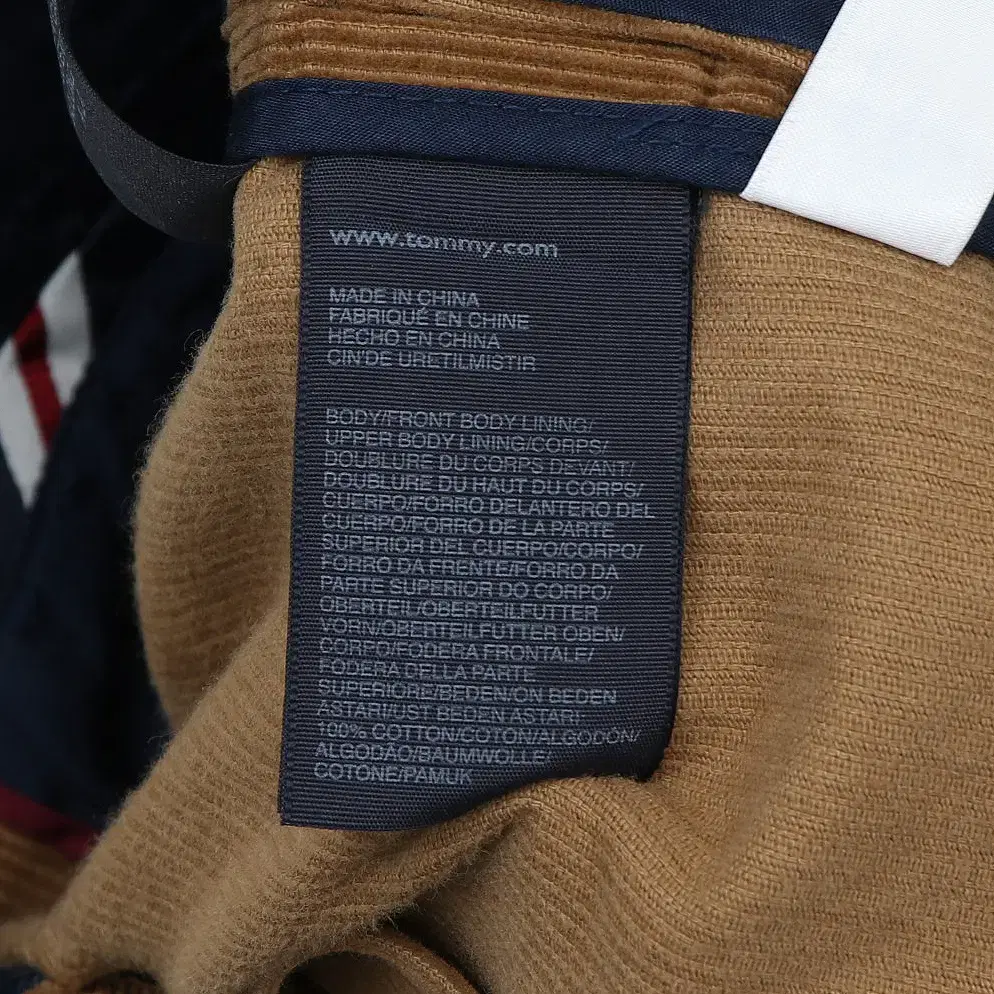 www.tommy.com
MADE IN CHINA
FABRIQUÉ EN CHINE
HECHO EN CHINA
CIN'DE URETILMISTIR
BODY/FRONT BODY LINING/
UPPER BODY LINING/CORPS/
DOUBLURE DU CORPS DEVANT/
DOUBLURE DU HAUT DU CORPS/
CUERPO/FORRO DELANTERO DEL
CUERPO/FORRO DE LA PARTE
SUPERIOR DEL CUERPO/CORPO/
FORRO DA FRENTE/FORRO DA
PARTE SUPERIOR DO CORPO/
OBERTEIL/OBERTEILFUTTER
VORN/OBERTEILFUTTER OBEN/
CORPO/FODERA FRONTALE/
FODERA DELLA PARTE
SUPERIORE/BEDEN/ON BEDEN
ASTARI/UST BEDEN ASTARI:
100% COTTON/COTON/ALGODÓN/
ALGODÃO/BAUMWOLLE/
COTONE/PAMUK